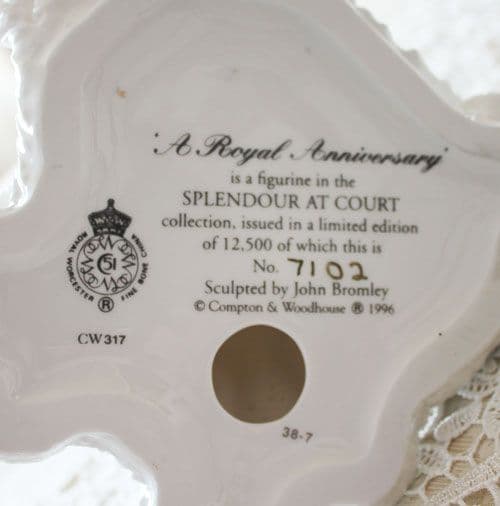 'A Royal Anniversary'
is a figurine in the
SPLENDOUR AT COURT
collection, issued in a limited edition
of 12,500 of which this is
No. 7102
Sculpted by John Bromley
© Compton & Woodhouse ® 1996
ROYAL WORCESTER ® FINE BONE CHINA
51
CW317
38-7